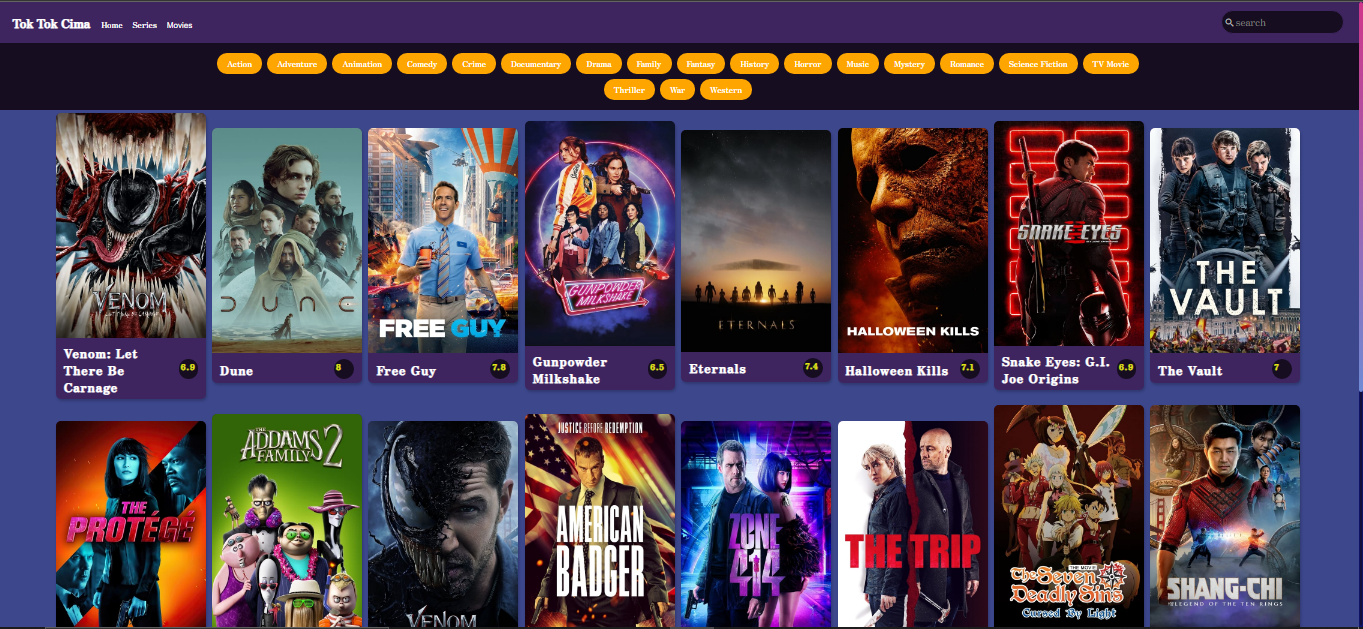 Tok Tok Cima Home Series Movies search
Action Adventure Animation Comedy Crime Documentary Drama Family Fantasy History Horror Music Mystery Romance Science Fiction TV Movie
Thriller War Western
VENOM
LET THERE BE CARNAGE
DUNE
FREE GUY
GUNPOWDER
MILKSHAKE
ETERNALS
HALLOWEEN KILLS
SNAKE EYES
THE
VAULT
Venom: Let
There Be
Carnage
6.9
Dune
8
Free Guy
7.8
Gunpowder
Milkshake
6.5
Eternals
7.4
Halloween Kills
7.1
Snake Eyes: G.I.
Joe Origins
6.9
The Vault
7
THE
PROTÉGÉ
THE
ADDAMS
FAMILY 2
VENOM
JUSTICE BEFORE REDEMPTION
AMERICAN
BADGER
ZONE
414
THE TRIP
THE MOVIE
The Seven
Deadly Sins
Cursed By Light
SHANG-CHI
LEGEND OF THE TEN RINGS